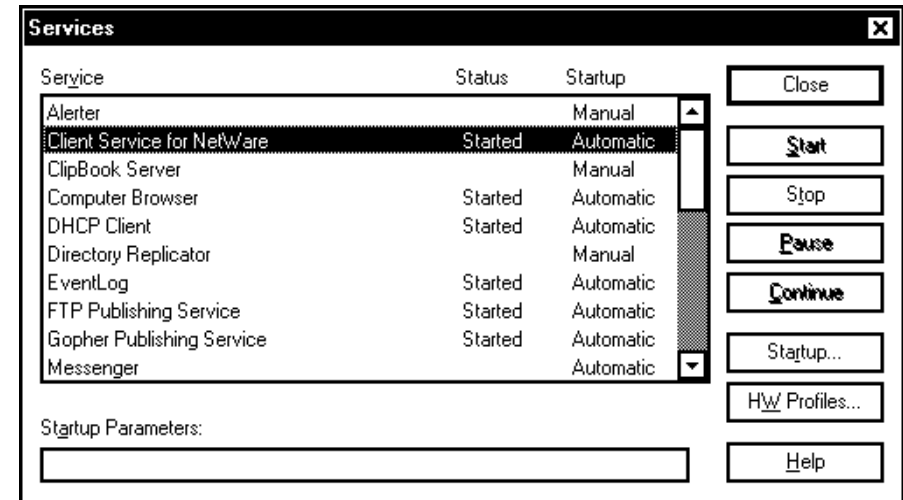 Services
Service Status Startup
Alerter Manual
Client Service for NetWare Started Automatic
ClipBook Server Manual
Computer Browser Started Automatic
DHCP Client Started Automatic
Directory Replicator Manual
EventLog Started Automatic
FTP Publishing Service Started Automatic
Gopher Publishing Service Started Automatic
Messenger Automatic
Startup Parameters:
Close
Start
Stop
Pause
Continue
Startup...
HW Profiles...
Help